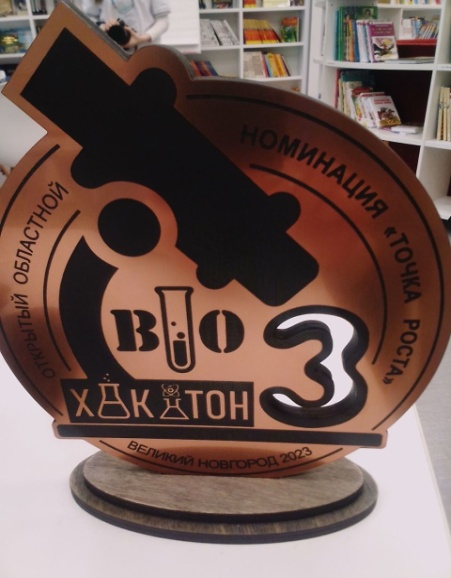 ОТКРЫТЫЙ ОБЛАСТНОЙ
НОМИНАЦИЯ «ТОЧКА РОСТА»
BIO
ХАКАТОН
3
ВЕЛИКИЙ НОВГОРОД 2023